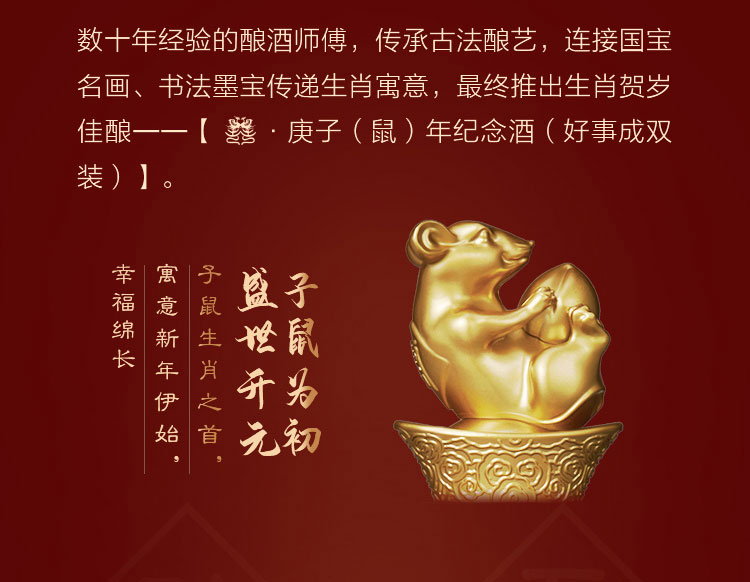 数十年经验的酿酒师傅，传承古法酿艺，连接国宝
名画、书法墨宝传递生肖寓意，最终推出生肖贺岁
佳酿——【 · 庚子（鼠）年纪念酒（好事成双
装）】。
子鼠为初
盛世开元
子鼠生肖之首，
寓意新年伊始，
幸福绵长